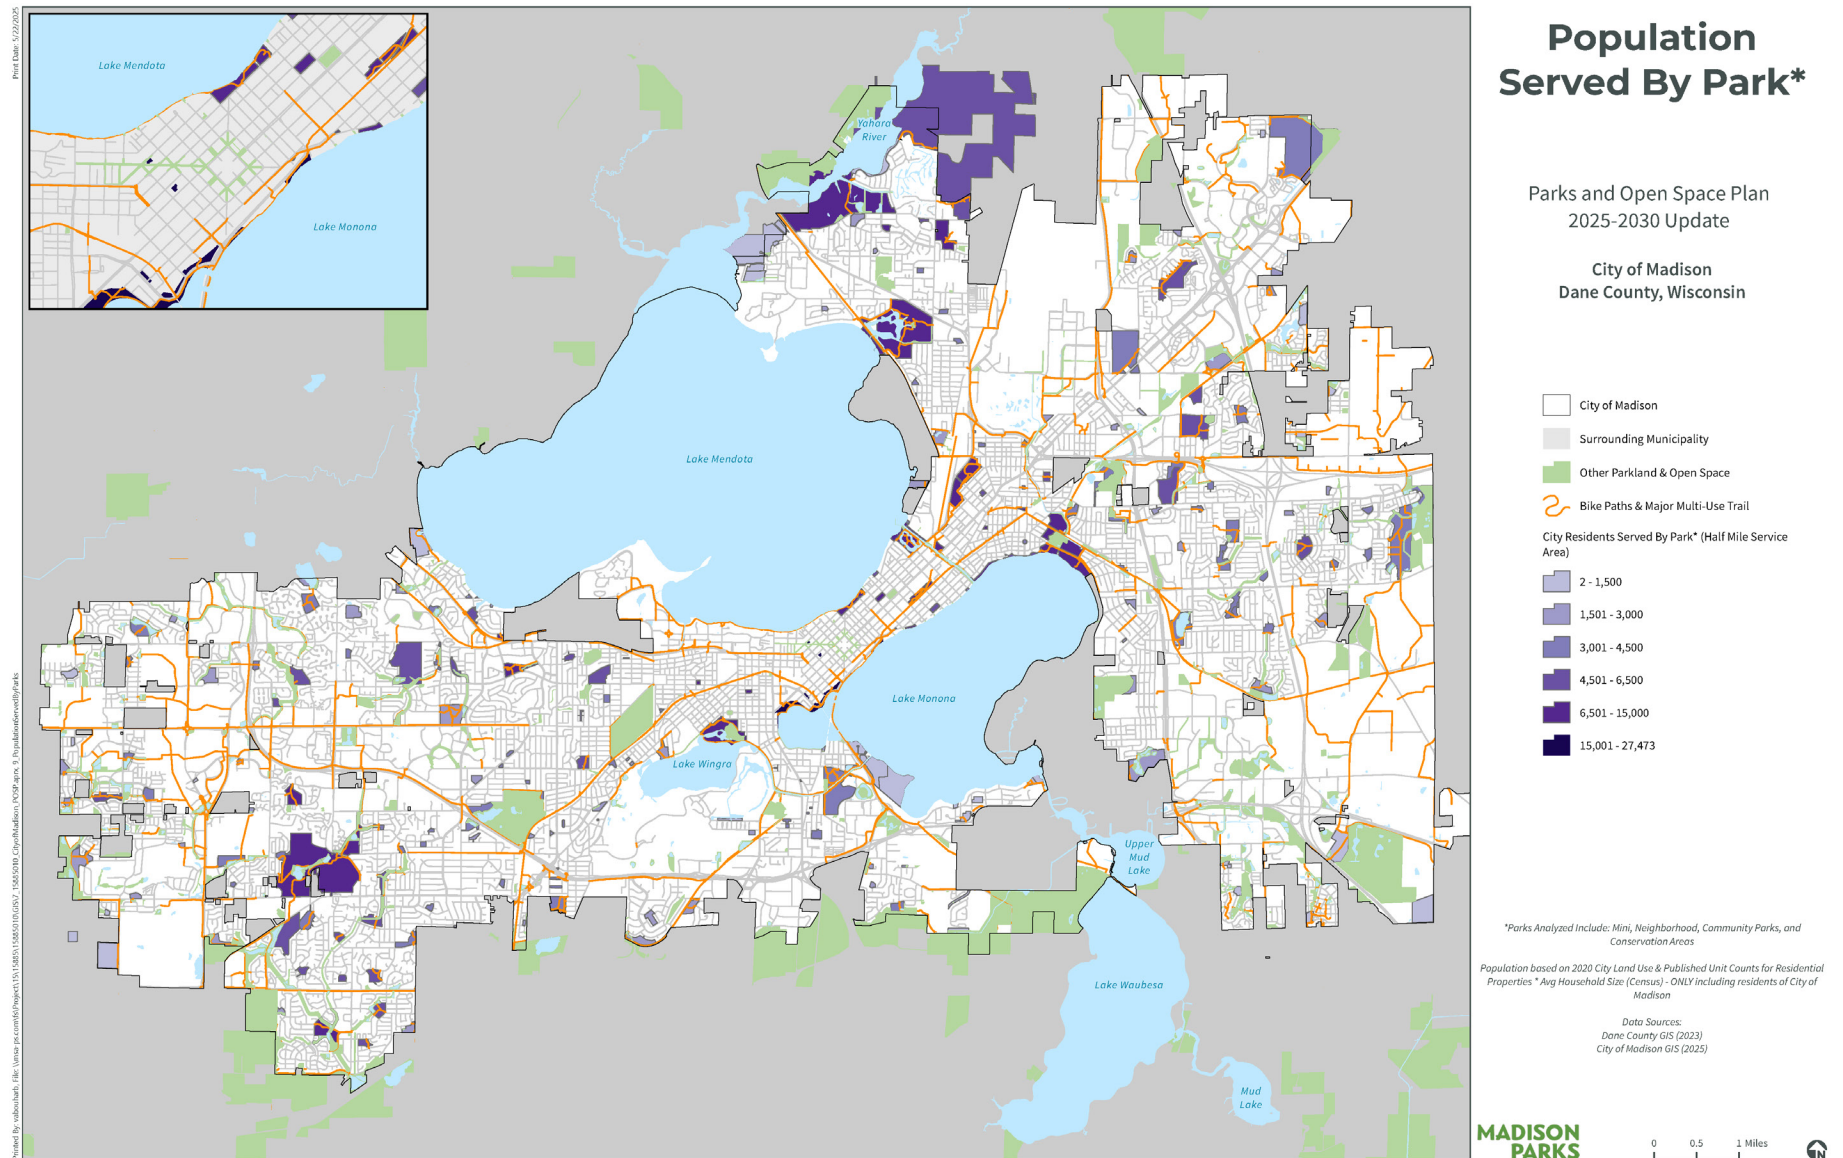 Print Date: 5/22/2025
Lake Mendota
Lake Monona
Yahara
River
Lake Mendota
Lake Monona
Lake Wingra
Upper
Mud
Lake
Lake Waubesa
Mud
Lake
Population
Served By Park*
Parks and Open Space Plan
2025-2030 Update
City of Madison
Dane County, Wisconsin
City of Madison
Surrounding Municipality
Other Parkland & Open Space
Bike Paths & Major Multi-Use Trail
City Residents Served By Park* (Half Mile Service
Area)
2 - 1,500
1,501 - 3,000
3,001 - 4,500
4,501 - 6,500
6,501 - 15,000
15,001 - 27,473
*Parks Analyzed Include: Mini, Neighborhood, Community Parks, and
Conservation Areas
Population based on 2020 City Land Use & Published Unit Counts for Residential
Properties * Avg Household Size (Census) - ONLY including residents of City of
Madison
Data Sources:
Dane County GIS (2023)
City of Madison GIS (2025)
MADISON
PARKS
0 0.5 1 Miles
N